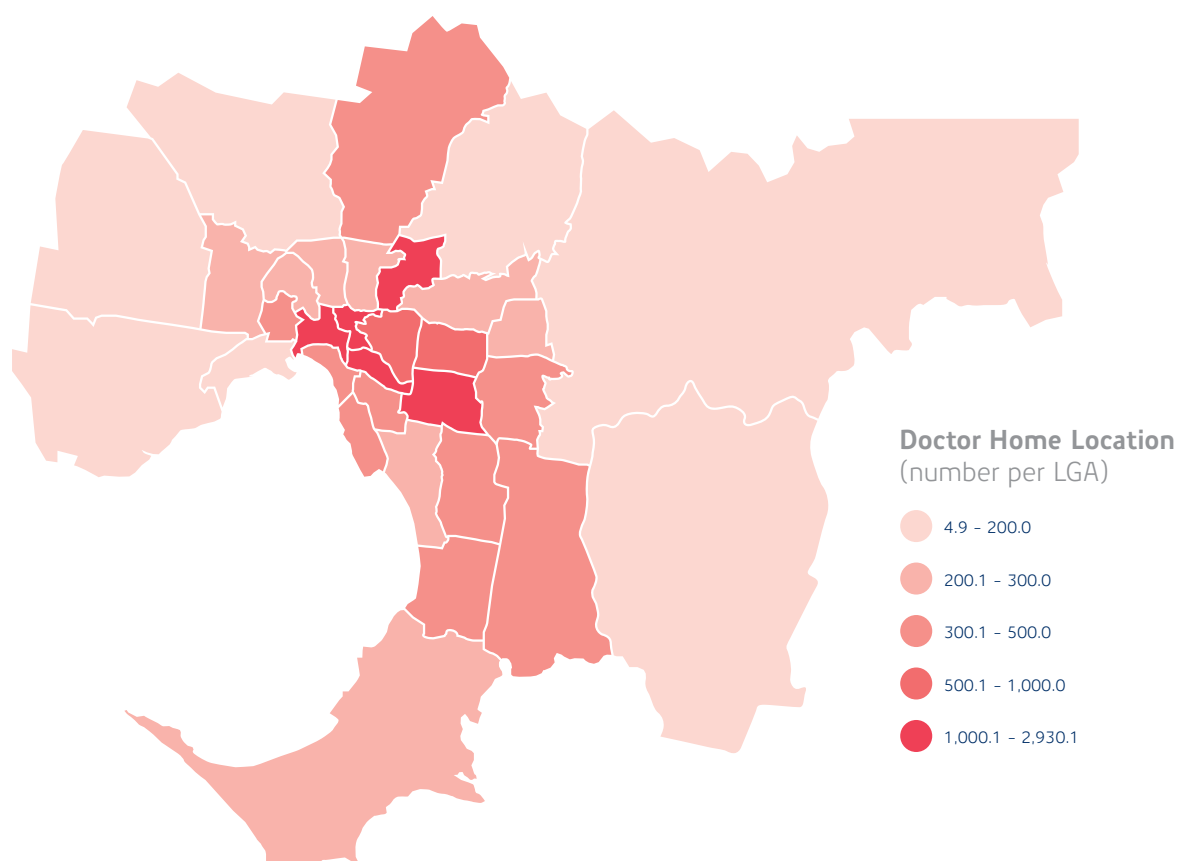 Doctor Home Location
(number per LGA)
4.9 - 200.0
200.1 - 300.0
300.1 - 500.0
500.1 - 1,000.0
1,000.1 - 2,930.1